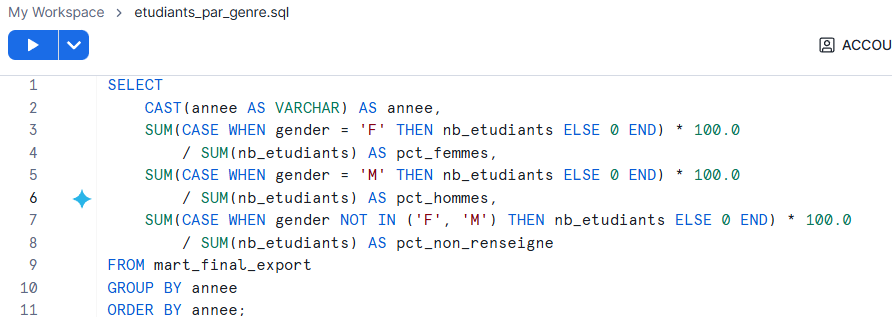 My Workspace > etudiants_par_genre.sql
ACCOU
1 SELECT
2 CAST(annee AS VARCHAR) AS annee,
3 SUM(CASE WHEN gender = 'F' THEN nb_etudiants ELSE 0 END) * 100.0
4 / SUM(nb_etudiants) AS pct_femmes,
5 SUM(CASE WHEN gender = 'M' THEN nb_etudiants ELSE 0 END) * 100.0
6 / SUM(nb_etudiants) AS pct_hommes,
7 SUM(CASE WHEN gender NOT IN ('F', 'M') THEN nb_etudiants ELSE 0 END) * 100.0
8 / SUM(nb_etudiants) AS pct_non_renseigne
9 FROM mart_final_export
10 GROUP BY annee
11 ORDER BY annee;